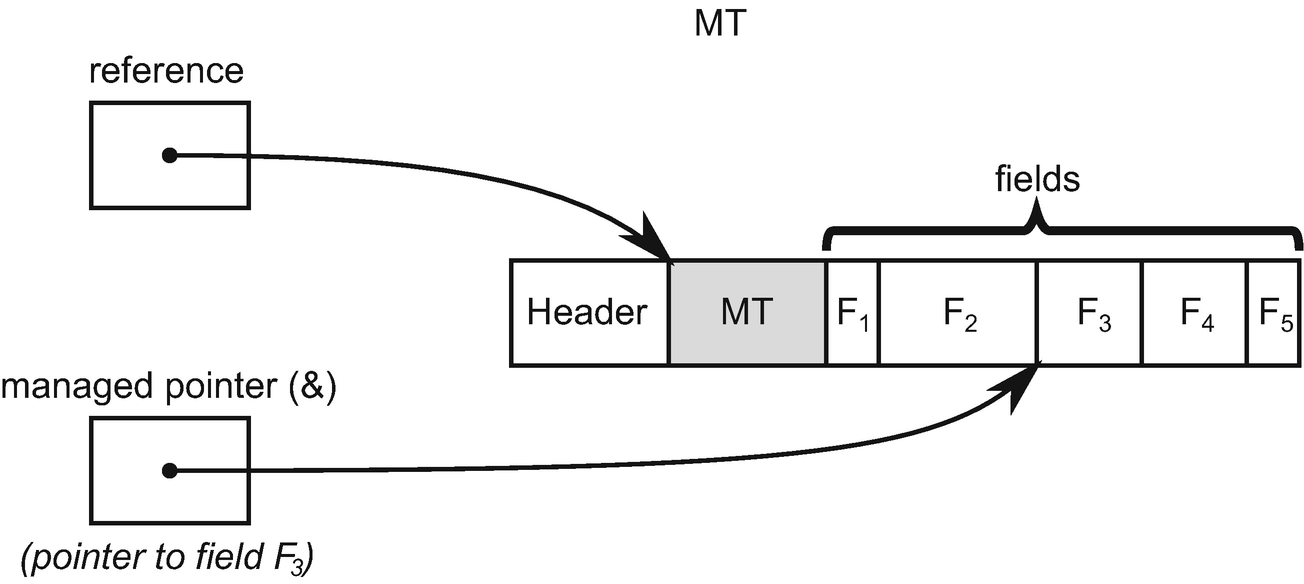 MT
reference
fields
Header MT F₁ F₂ F₃ F₄ F₅
managed pointer (&)
(pointer to field F₃)